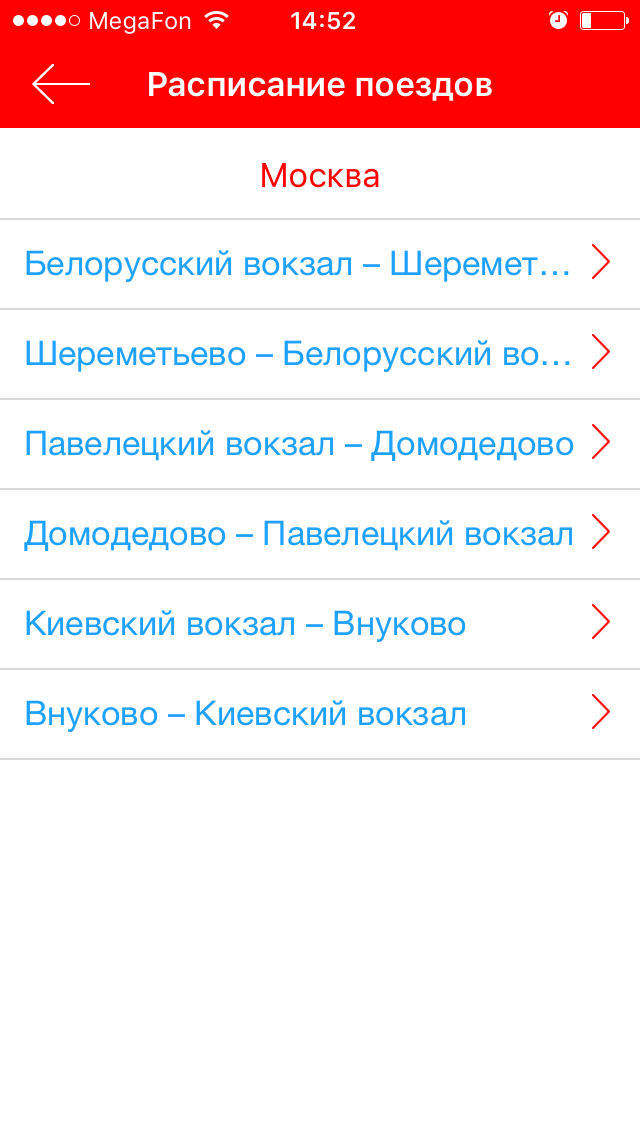 MegaFon 14:52
Расписание поездов
Москва
Белорусский вокзал – Шеремет...
Шереметьево – Белорусский во...
Павелецкий вокзал – Домодедово
Домодедово – Павелецкий вокзал
Киевский вокзал – Внуково
Внуково – Киевский вокзал